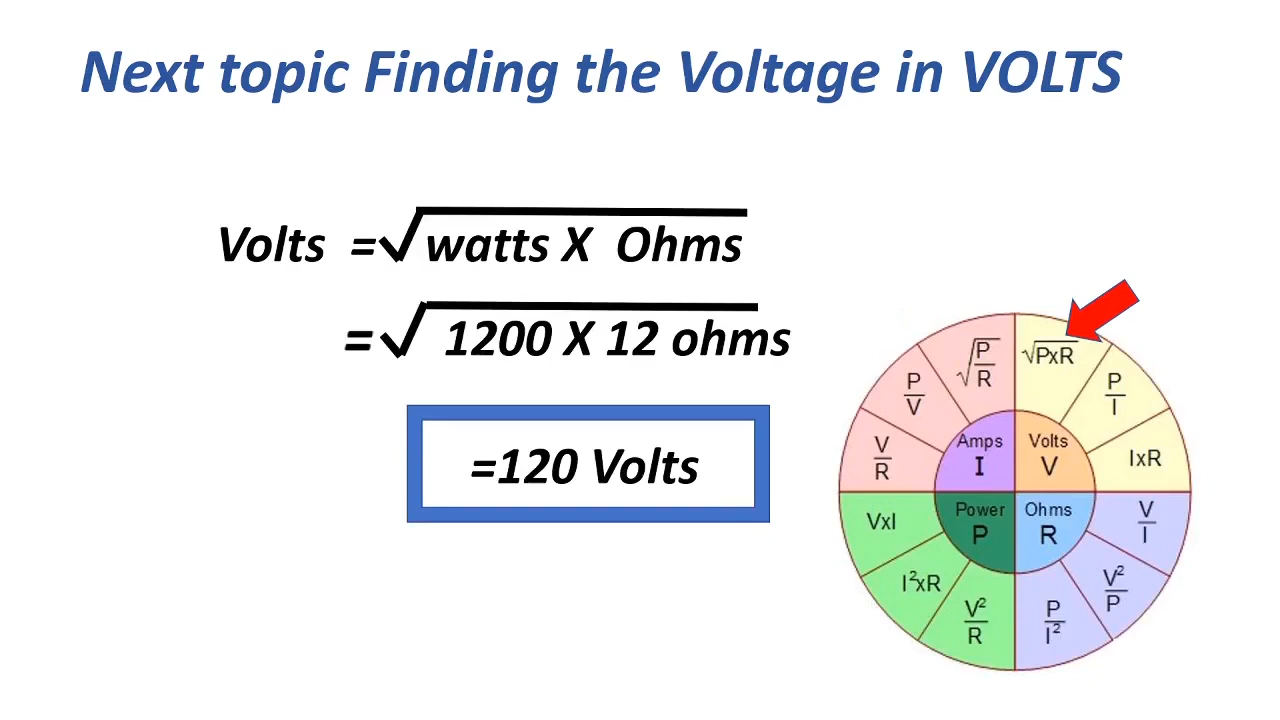 Next topic Finding the Voltage in VOLTS
Volts =√watts X Ohms
=√ 1200 X 12 ohms
=120 Volts
√P/R
√PxR
P/V
P/I
V/R
IxR
Amps
I
Volts
V
Power
P
Ohms
R
VxI
V/I
I²xR
V²/P
V²/R
P/I²